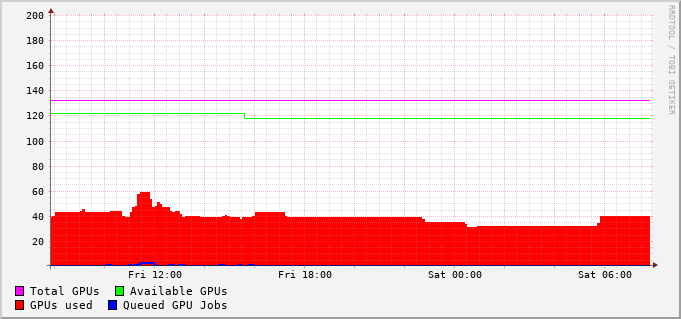 200
180
160
140
120
100
80
60
40
20
Fri 12:00 Fri 18:00 Sat 00:00 Sat 06:00
Total GPUs Available GPUs
GPUs used Queued GPU Jobs
RRDTOOL / TOBI OETIKER